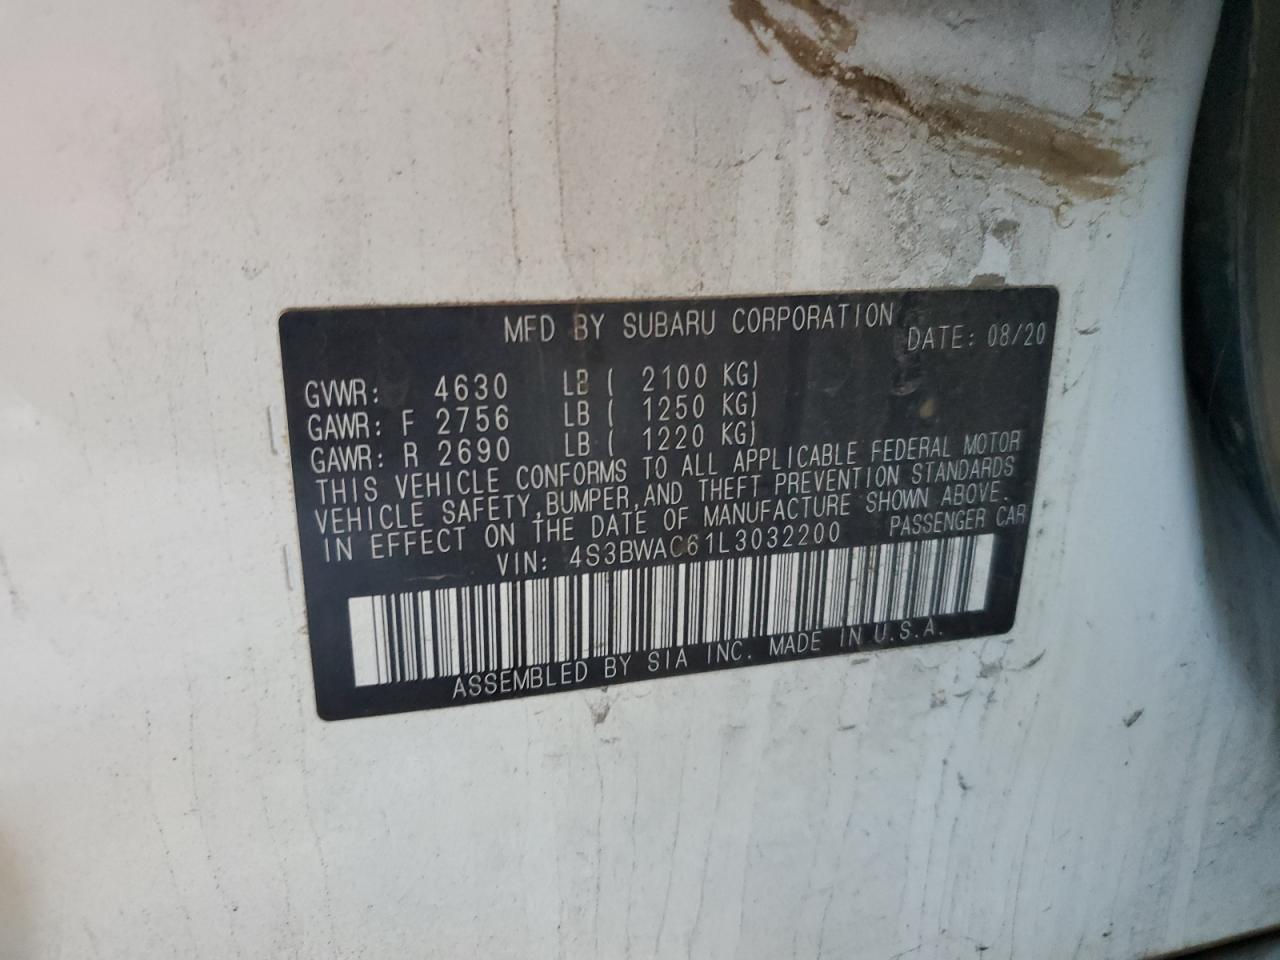 MFD BY SUBARU CORPORATION DATE: 08/20
GVWR: 4630 LB ( 2100 KG)
GAWR: F 2756 LB ( 1250 KG)
GAWR: R 2690 LB ( 1220 KG)
THIS VEHICLE CONFORMS TO ALL APPLICABLE FEDERAL MOTOR
VEHICLE SAFETY,BUMPER,AND THEFT PREVENTION STANDARDS
IN EFFECT ON THE DATE OF MANUFACTURE SHOWN ABOVE.
VIN: 4S3BWAC61L3032200 PASSENGER CAR
ASSEMBLED BY SIA INC. MADE IN U.S.A.